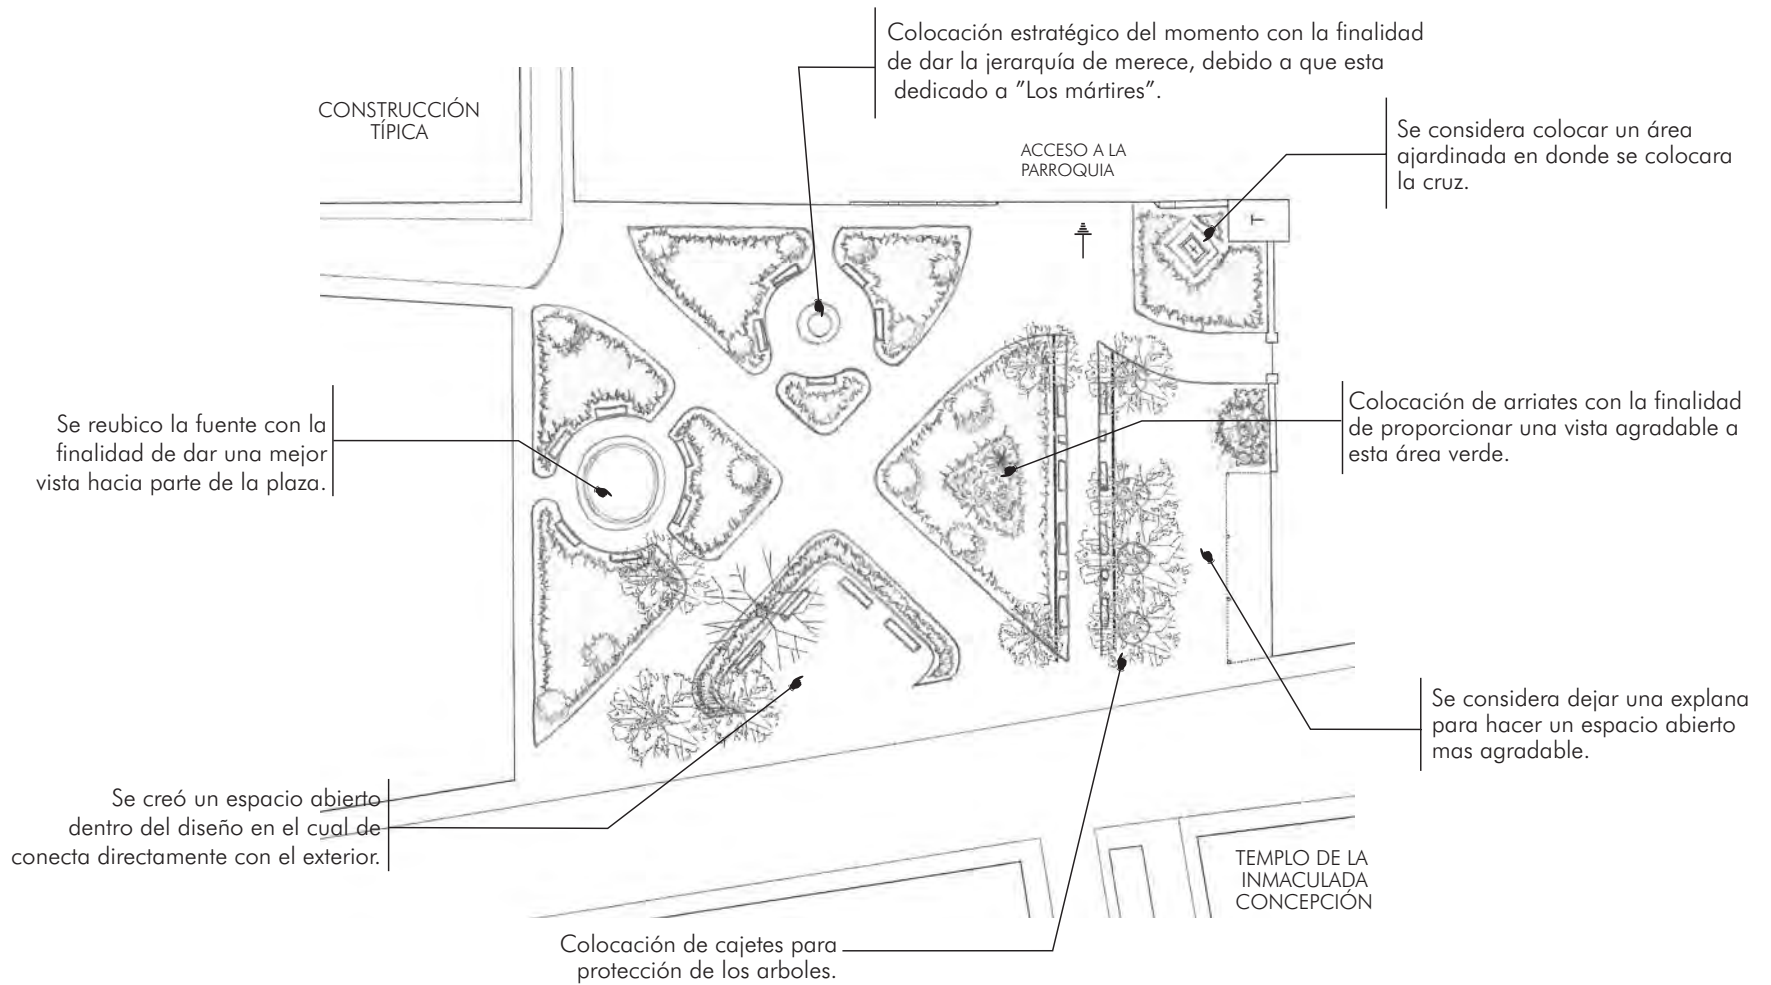 Colocación estratégico del momento con la finalidad
de dar la jerarquía de merece, debido a que esta
dedicado a "Los mártires".
CONSTRUCCIÓN
TÍPICA
ACCESO A LA
PARROQUIA
Se considera colocar un área
ajardinada en donde se colocara
la cruz.
T
Se reubico la fuente con la
finalidad de dar una mejor
vista hacia parte de la plaza.
Colocación de arriates con la finalidad
de proporcionar una vista agradable a
esta área verde.
Se considera dejar una explana
para hacer un espacio abierto
mas agradable.
Se creó un espacio abierto
dentro del diseño en el cual de
conecta directamente con el exterior.
TEMPLO DE LA
INMACULADA
CONCEPCIÓN
Colocación de cajetes para
protección de los arboles.